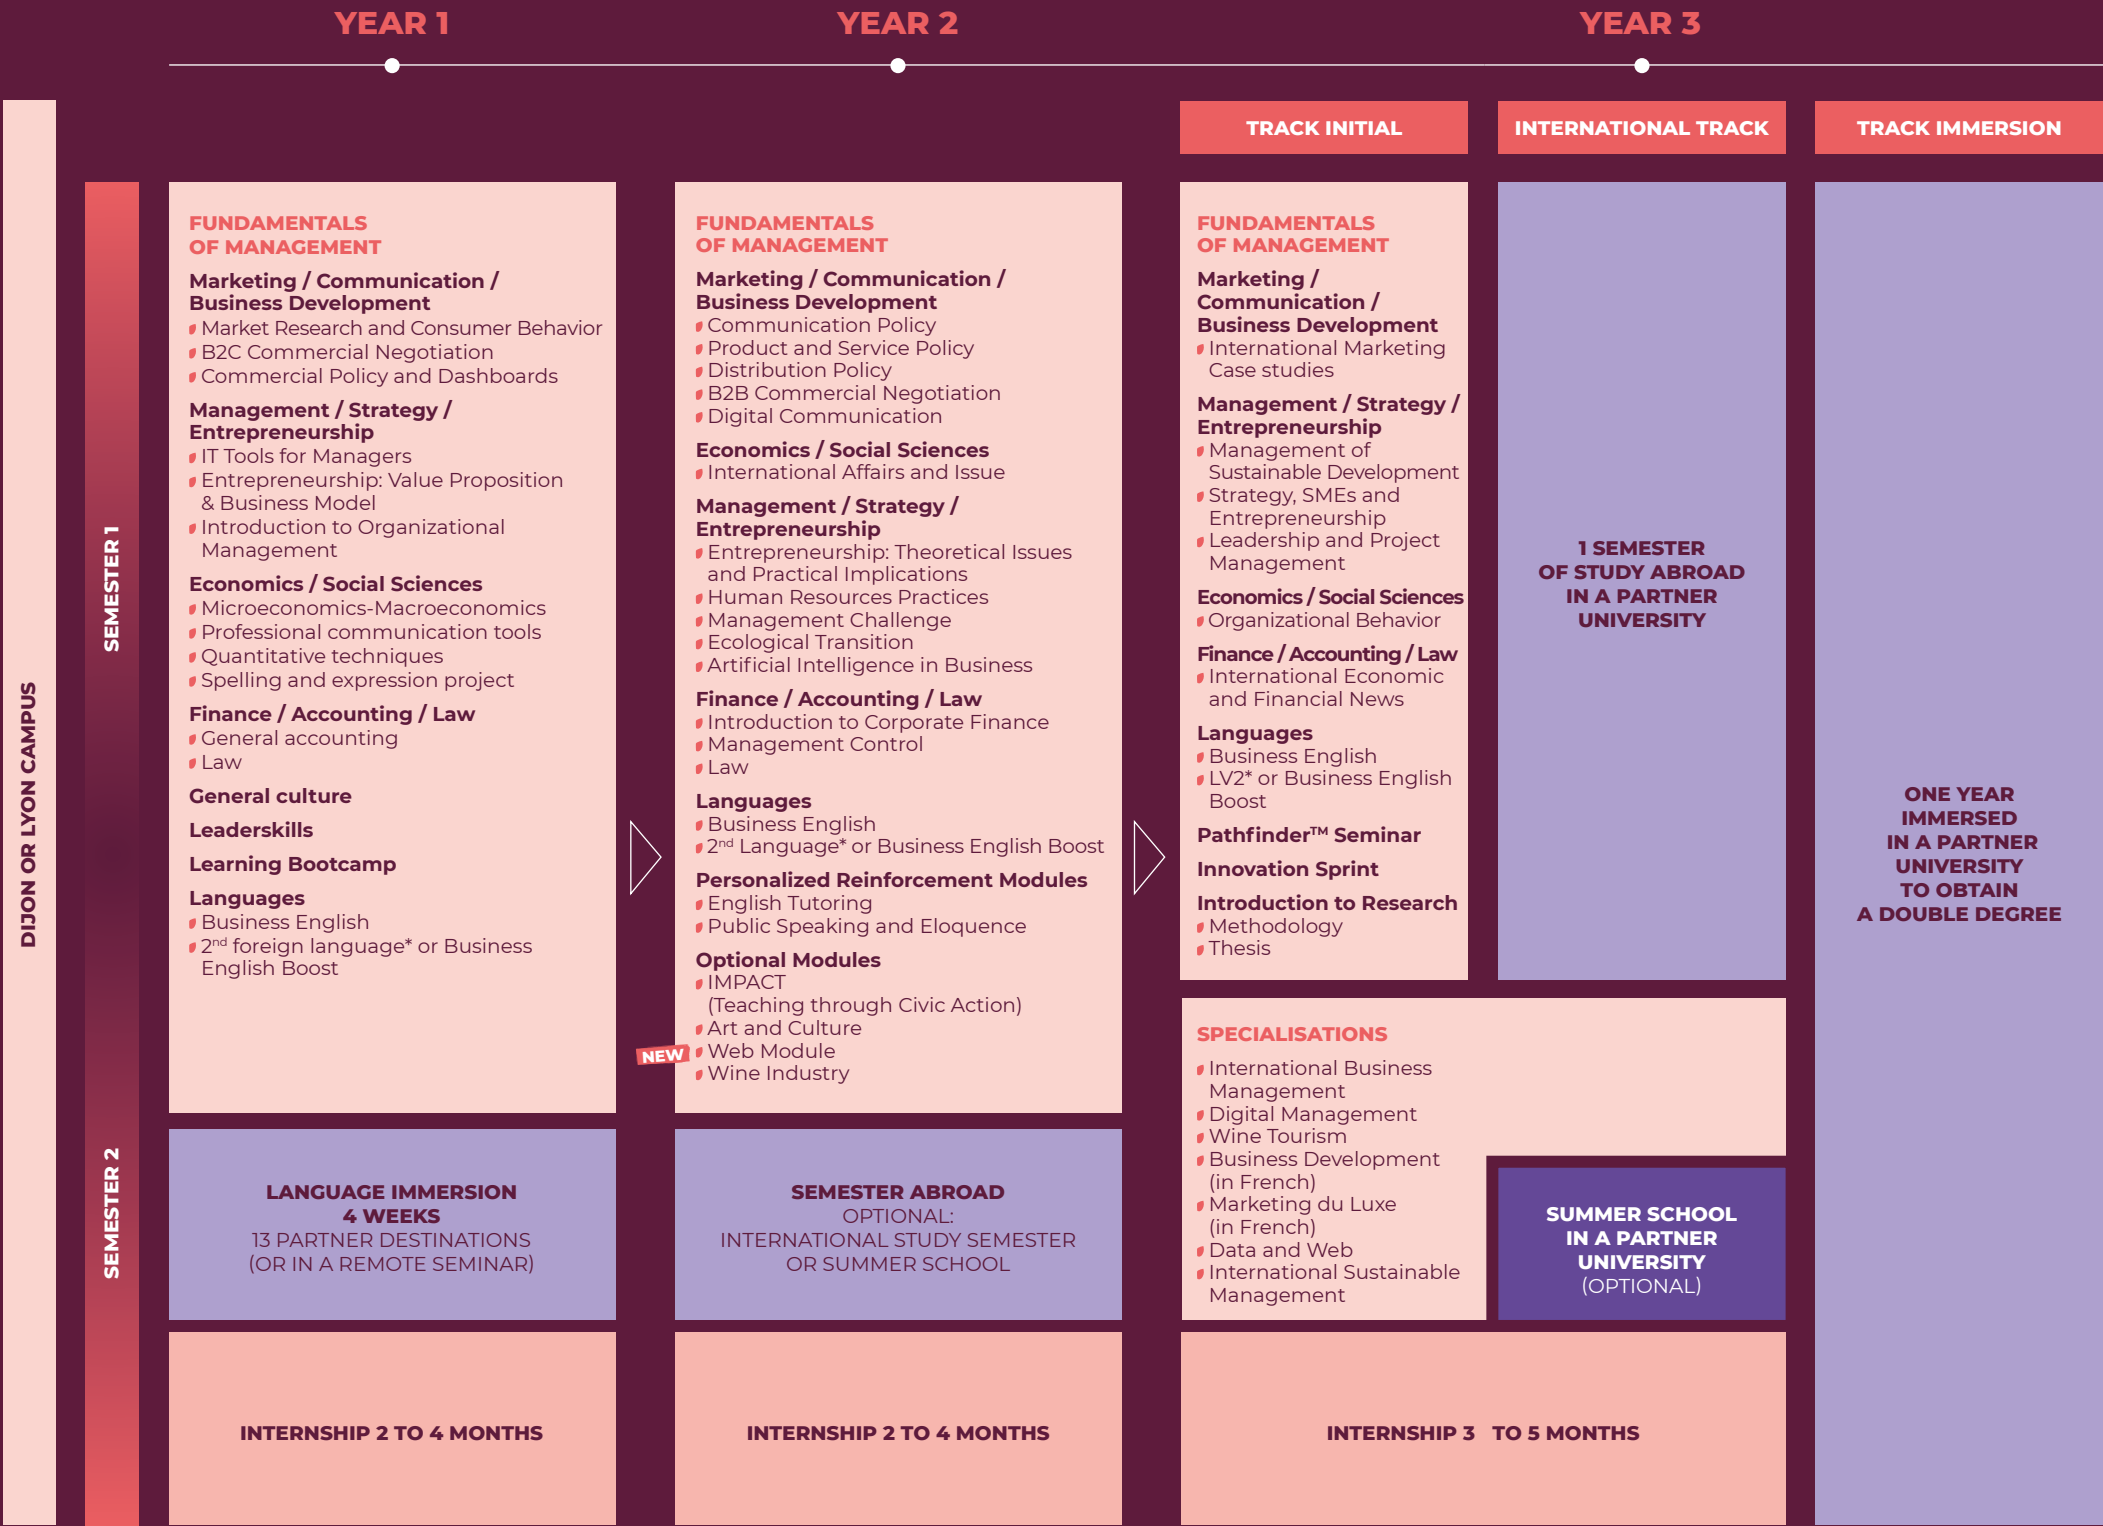 YEAR 1
YEAR 2
YEAR 3
TRACK INITIAL
INTERNATIONAL TRACK
TRACK IMMERSION
DIJON OR LYON CAMPUS
SEMESTER 1
SEMESTER 2
FUNDAMENTALS
OF MANAGEMENT
Marketing / Communication /
Business Development
Market Research and Consumer Behavior
B2C Commercial Negotiation
Commercial Policy and Dashboards
Management / Strategy /
Entrepreneurship
IT Tools for Managers
Entrepreneurship: Value Proposition
& Business Model
Introduction to Organizational
Management
Economics / Social Sciences
Microeconomics-Macroeconomics
Professional communication tools
Quantitative techniques
Spelling and expression project
Finance / Accounting / Law
General accounting
Law
General culture
Leaderskills
Learning Bootcamp
Languages
Business English
2nd foreign language* or Business
English Boost
LANGUAGE IMMERSION
4 WEEKS
13 PARTNER DESTINATIONS
(OR IN A REMOTE SEMINAR)
INTERNSHIP 2 TO 4 MONTHS
FUNDAMENTALS
OF MANAGEMENT
Marketing / Communication /
Business Development
Communication Policy
Product and Service Policy
Distribution Policy
B2B Commercial Negotiation
Digital Communication
Economics / Social Sciences
International Affairs and Issue
Management / Strategy /
Entrepreneurship
Entrepreneurship: Theoretical Issues
and Practical Implications
Human Resources Practices
Management Challenge
Ecological Transition
Artificial Intelligence in Business
Finance / Accounting / Law
Introduction to Corporate Finance
Management Control
Law
Languages
Business English
2nd Language* or Business English Boost
Personalized Reinforcement Modules
English Tutoring
Public Speaking and Eloquence
Optional Modules
IMPACT
(Teaching through Civic Action)
Art and Culture
NEW Web Module
Wine Industry
SEMESTER ABROAD
OPTIONAL:
INTERNATIONAL STUDY SEMESTER
OR SUMMER SCHOOL
INTERNSHIP 2 TO 4 MONTHS
FUNDAMENTALS
OF MANAGEMENT
Marketing /
Communication /
Business Development
International Marketing
Case studies
Management / Strategy /
Entrepreneurship
Management of
Sustainable Development
Strategy, SMEs and
Entrepreneurship
Leadership and Project
Management
Economics / Social Sciences
Organizational Behavior
Finance / Accounting / Law
International Economic
and Financial News
Languages
Business English
LV2* or Business English
Boost
Pathfinder™ Seminar
Innovation Sprint
Introduction to Research
Methodology
Thesis
1 SEMESTER
OF STUDY ABROAD
IN A PARTNER
UNIVERSITY
SPECIALISATIONS
International Business
Management
Digital Management
Wine Tourism
Business Development
(in French)
Marketing du Luxe
(in French)
Data and Web
International Sustainable
Management
SUMMER SCHOOL
IN A PARTNER
UNIVERSITY
(OPTIONAL)
INTERNSHIP 3 TO 5 MONTHS
ONE YEAR
IMMERSED
IN A PARTNER
UNIVERSITY
TO OBTAIN
A DOUBLE DEGREE